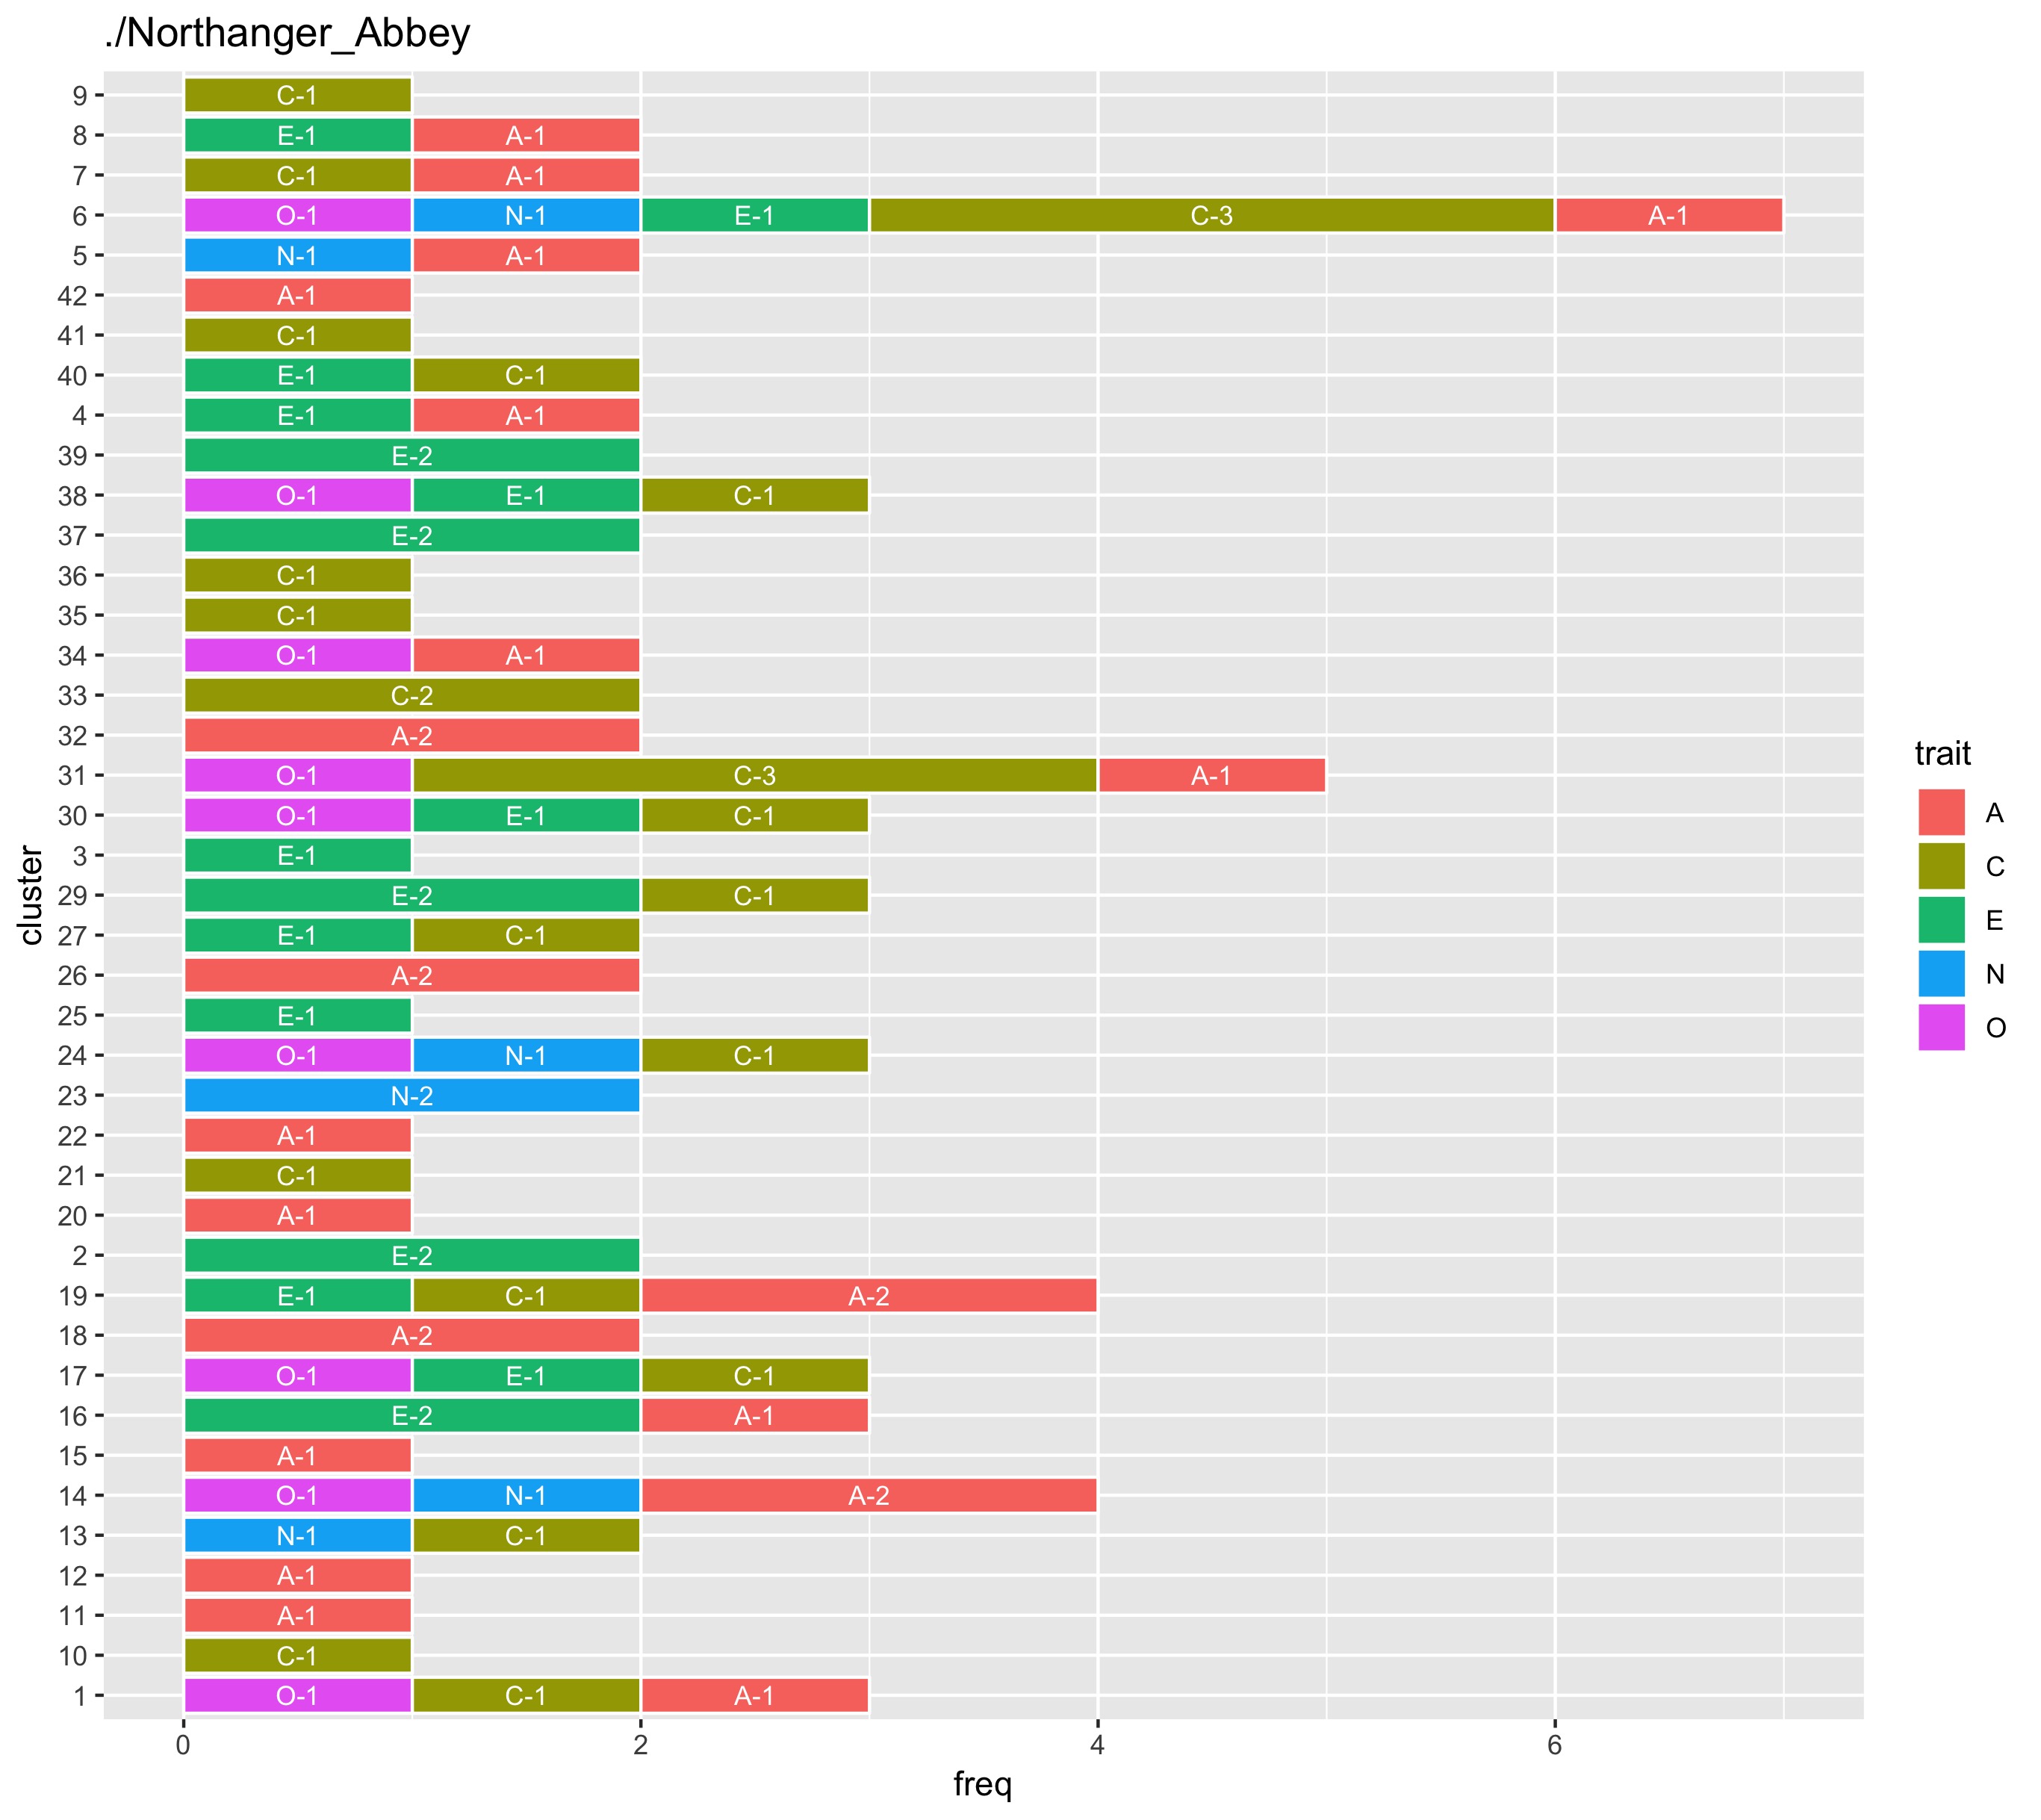 ./Northanger_Abbey
9 C-1
8 E-1 A-1
7 C-1 A-1
6 O-1 N-1 E-1 C-3 A-1
5 N-1 A-1
42 A-1
41 C-1
40 E-1 C-1
4 E-1 A-1
39 E-2
38 O-1 E-1 C-1
37 E-2
36 C-1
35 C-1
34 O-1 A-1
33 C-2
32 A-2
31 O-1 C-3 A-1
30 O-1 E-1 C-1
3 E-1
29 E-2 C-1
27 E-1 C-1
26 A-2
25 E-1
24 O-1 N-1 C-1
23 N-2
22 A-1
21 C-1
20 A-1
2 E-2
19 E-1 C-1 A-2
18 A-2
17 O-1 E-1 C-1
16 E-2 A-1
15 A-1
14 O-1 N-1 A-2
13 N-1 C-1
12 A-1
11 A-1
10 C-1
1 O-1 C-1 A-1
0 2 4 6
freq
cluster
trait
A
C
E
N
O